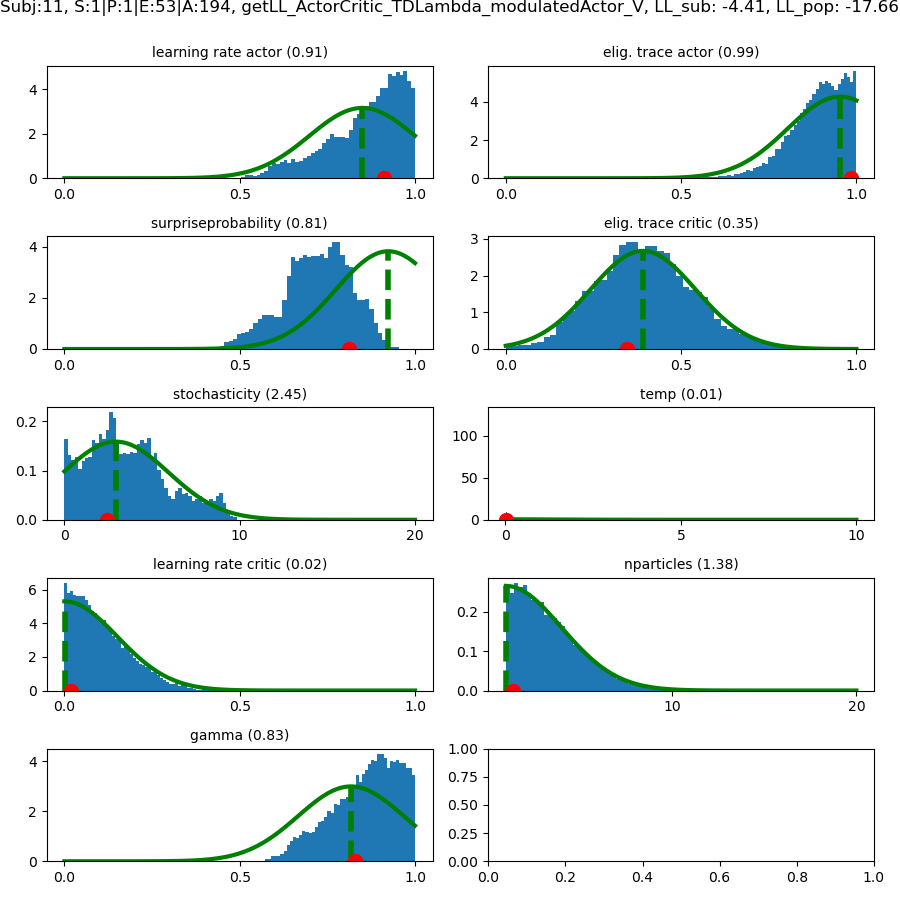 Subj:11, S:1|P:1|E:53|A:194, getLL_ActorCritic_TDLambda_modulatedActor_V, LL_sub: -4.41, LL_pop: -17.66
learning rate actor (0.91)
elig. trace actor (0.99)
4
2
0
0.0 0.5 1.0
4
2
0
0.0 0.5 1.0
surpriseprobability (0.81)
elig. trace critic (0.35)
4
2
0
0.0 0.5 1.0
3
2
1
0
0.0 0.5 1.0
stochasticity (2.45)
temp (0.01)
0.2
0.1
0.0
0 10 20
100
50
0
0 5 10
learning rate critic (0.02)
nparticles (1.38)
6
4
2
0
0.0 0.5 1.0
0.2
0.1
0.0
10 20
gamma (0.83)
4
2
0
0.0 0.5 1.0
1.00
0.75
0.50
0.25
0.00
0.0 0.2 0.4 0.6 0.8 1.0